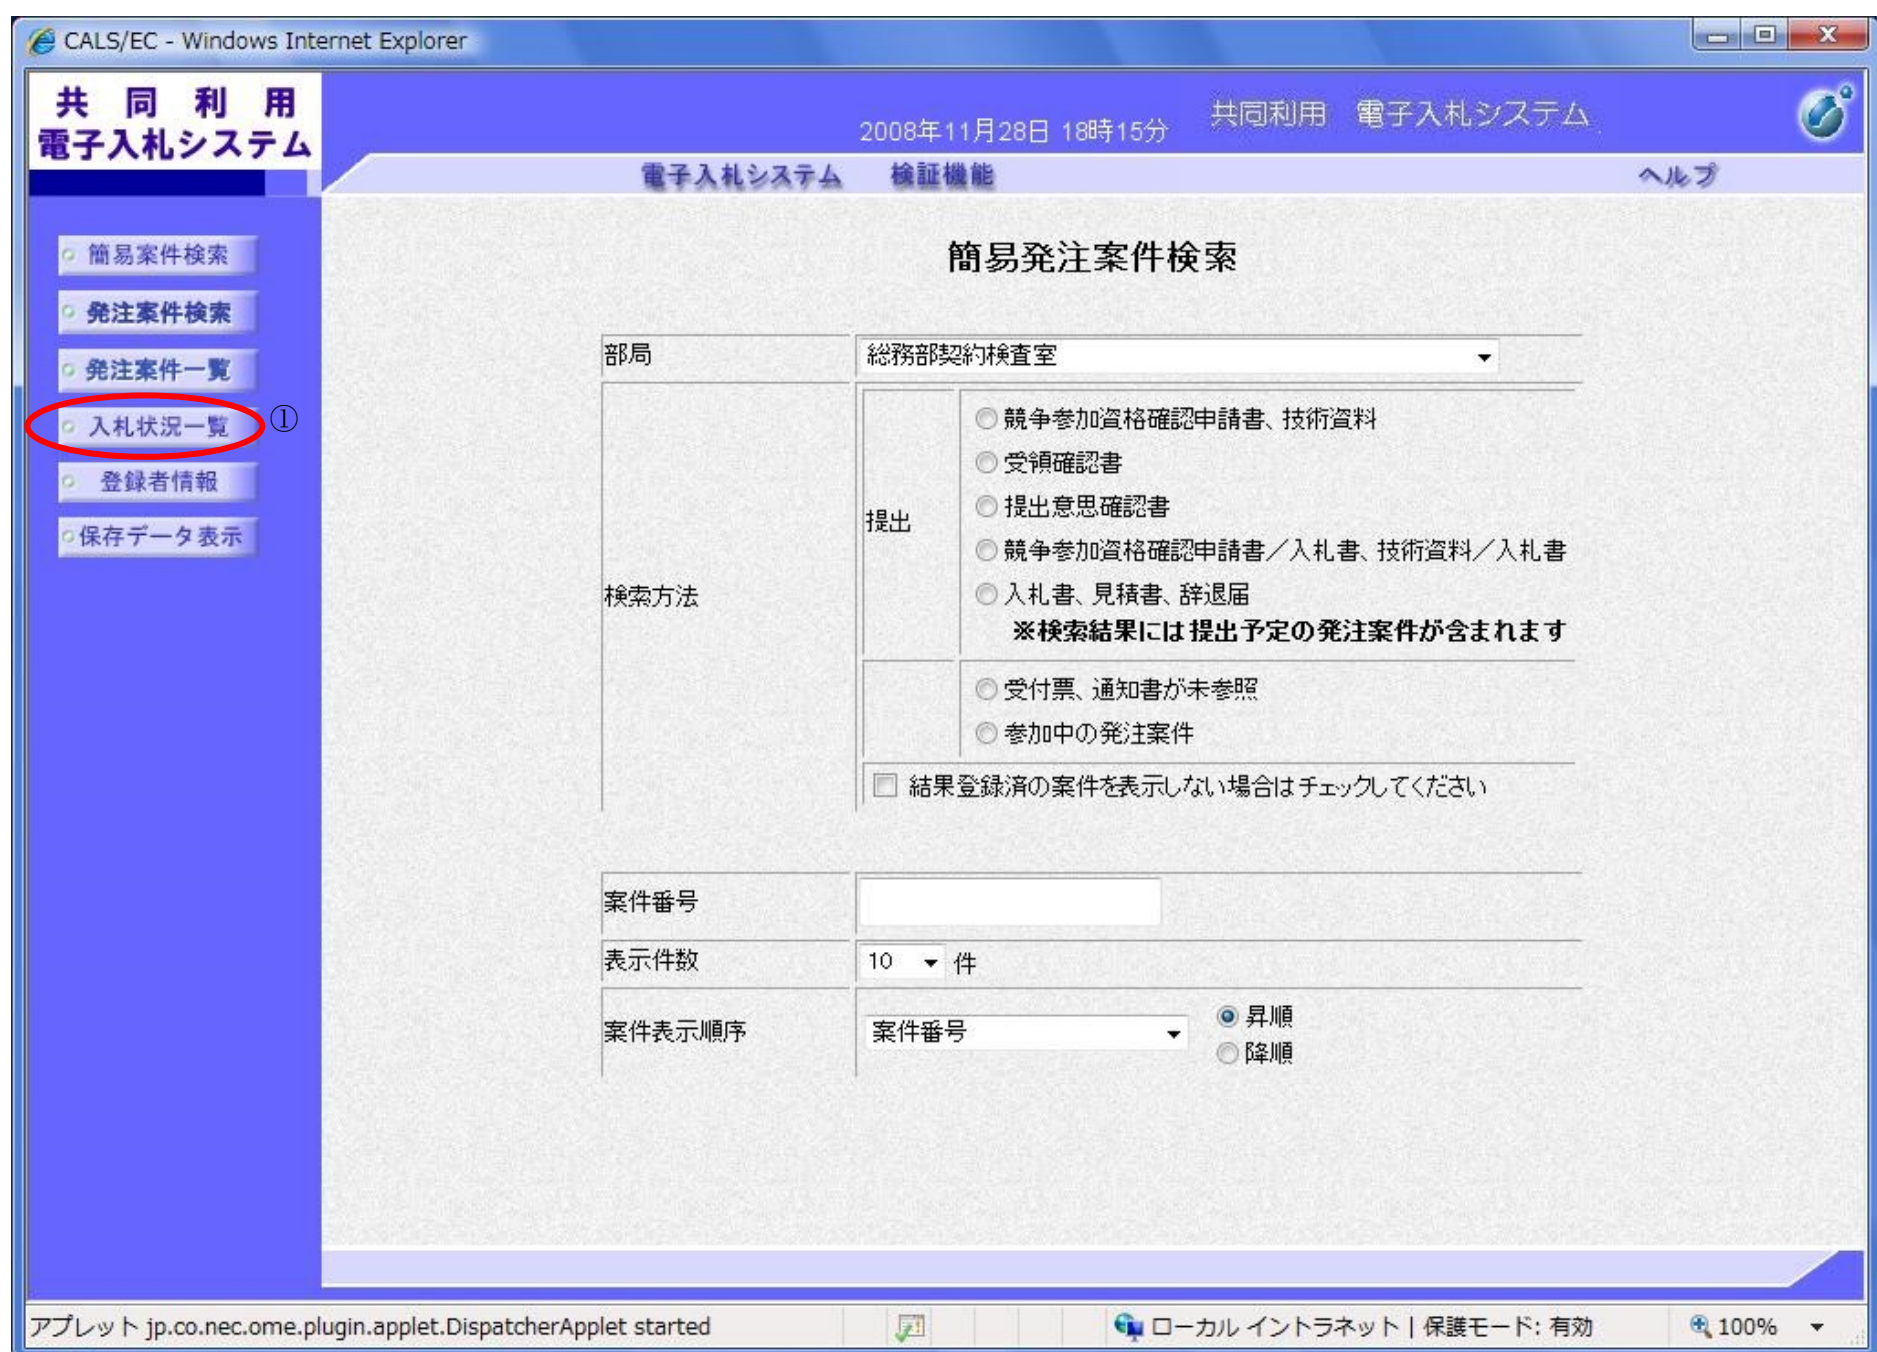 CALS/EC - Windows Internet Explorer
共 同 利 用
電子入札システム
2008年11月28日 18時15分
共同利用 電子入札システム
電子入札システム 検証機能 ヘルプ
簡易案件検索
発注案件検索
発注案件一覧
入札状況一覧 ①
登録者情報
保存データ表示
簡易発注案件検索
部局 総務部契約検査室
検索方法
提出
競争参加資格確認申請書、技術資料
受領確認書
提出意思確認書
競争参加資格確認申請書／入札書、技術資料／入札書
入札書、見積書、辞退届
※検索結果には提出予定の発注案件が含まれます
受付票、通知書が未参照
参加中の発注案件
結果登録済の案件を表示しない場合はチェックしてください
案件番号
表示件数 10 件
案件表示順序 案件番号
昇順
降順
アプレット jp.co.nec.ome.plugin.applet.DispatcherApplet started
ローカル イントラネット | 保護モード: 有効
100%